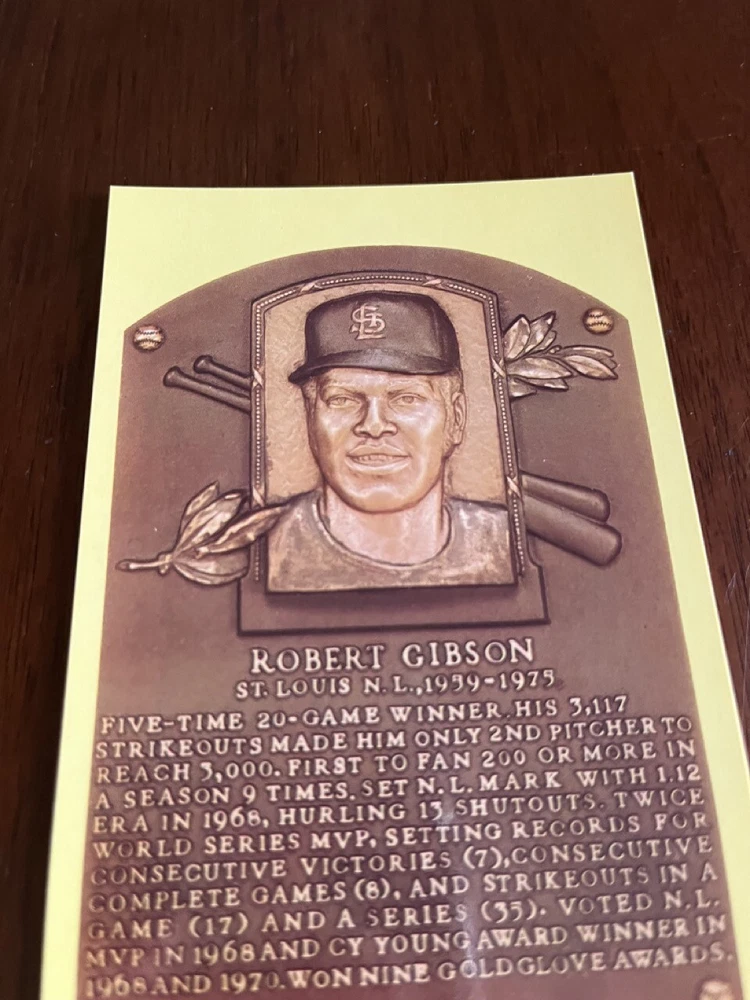 STL
ROBERT GIBSON
ST. LOUIS N.L., 1959-1975
FIVE-TIME 20-GAME WINNER. HIS 3,117
STRIKEOUTS MADE HIM ONLY 2ND PITCHER TO
REACH 3,000. FIRST TO FAN 200 OR MORE IN
A SEASON 9 TIMES. SET N.L. MARK WITH 1.12
ERA IN 1968, HURLING 13 SHUTOUTS. TWICE
WORLD SERIES MVP, SETTING RECORDS FOR
CONSECUTIVE VICTORIES (7), CONSECUTIVE
COMPLETE GAMES (8), AND STRIKEOUTS IN A
GAME (17) AND A SERIES (35). VOTED N.L.
MVP IN 1968 AND CY YOUNG AWARD WINNER IN
1968 AND 1970. WON NINE GOLD GLOVE AWARDS.